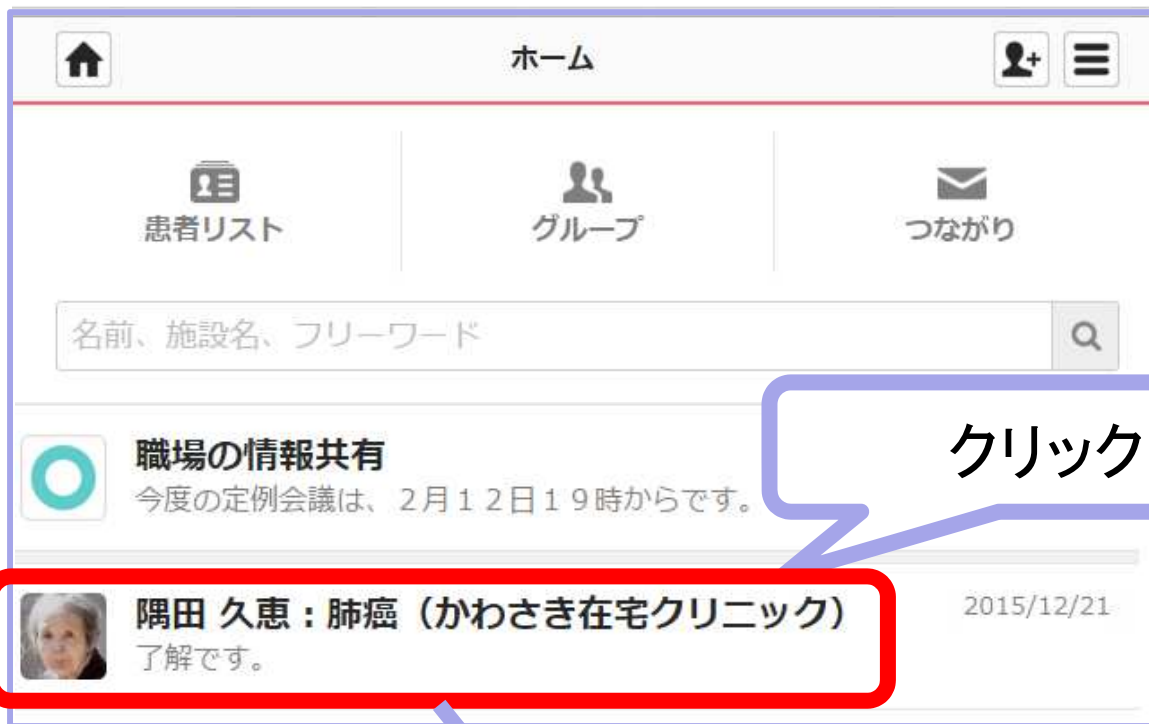 ホーム
患者リスト
グループ
つながり
名前、施設名、フリーワード
職場の情報共有
今度の定例会議は、２月１２日１９時からです。
クリック
隅田 久恵：肺癌（かわさき在宅クリニック）
2015/12/21
了解です。